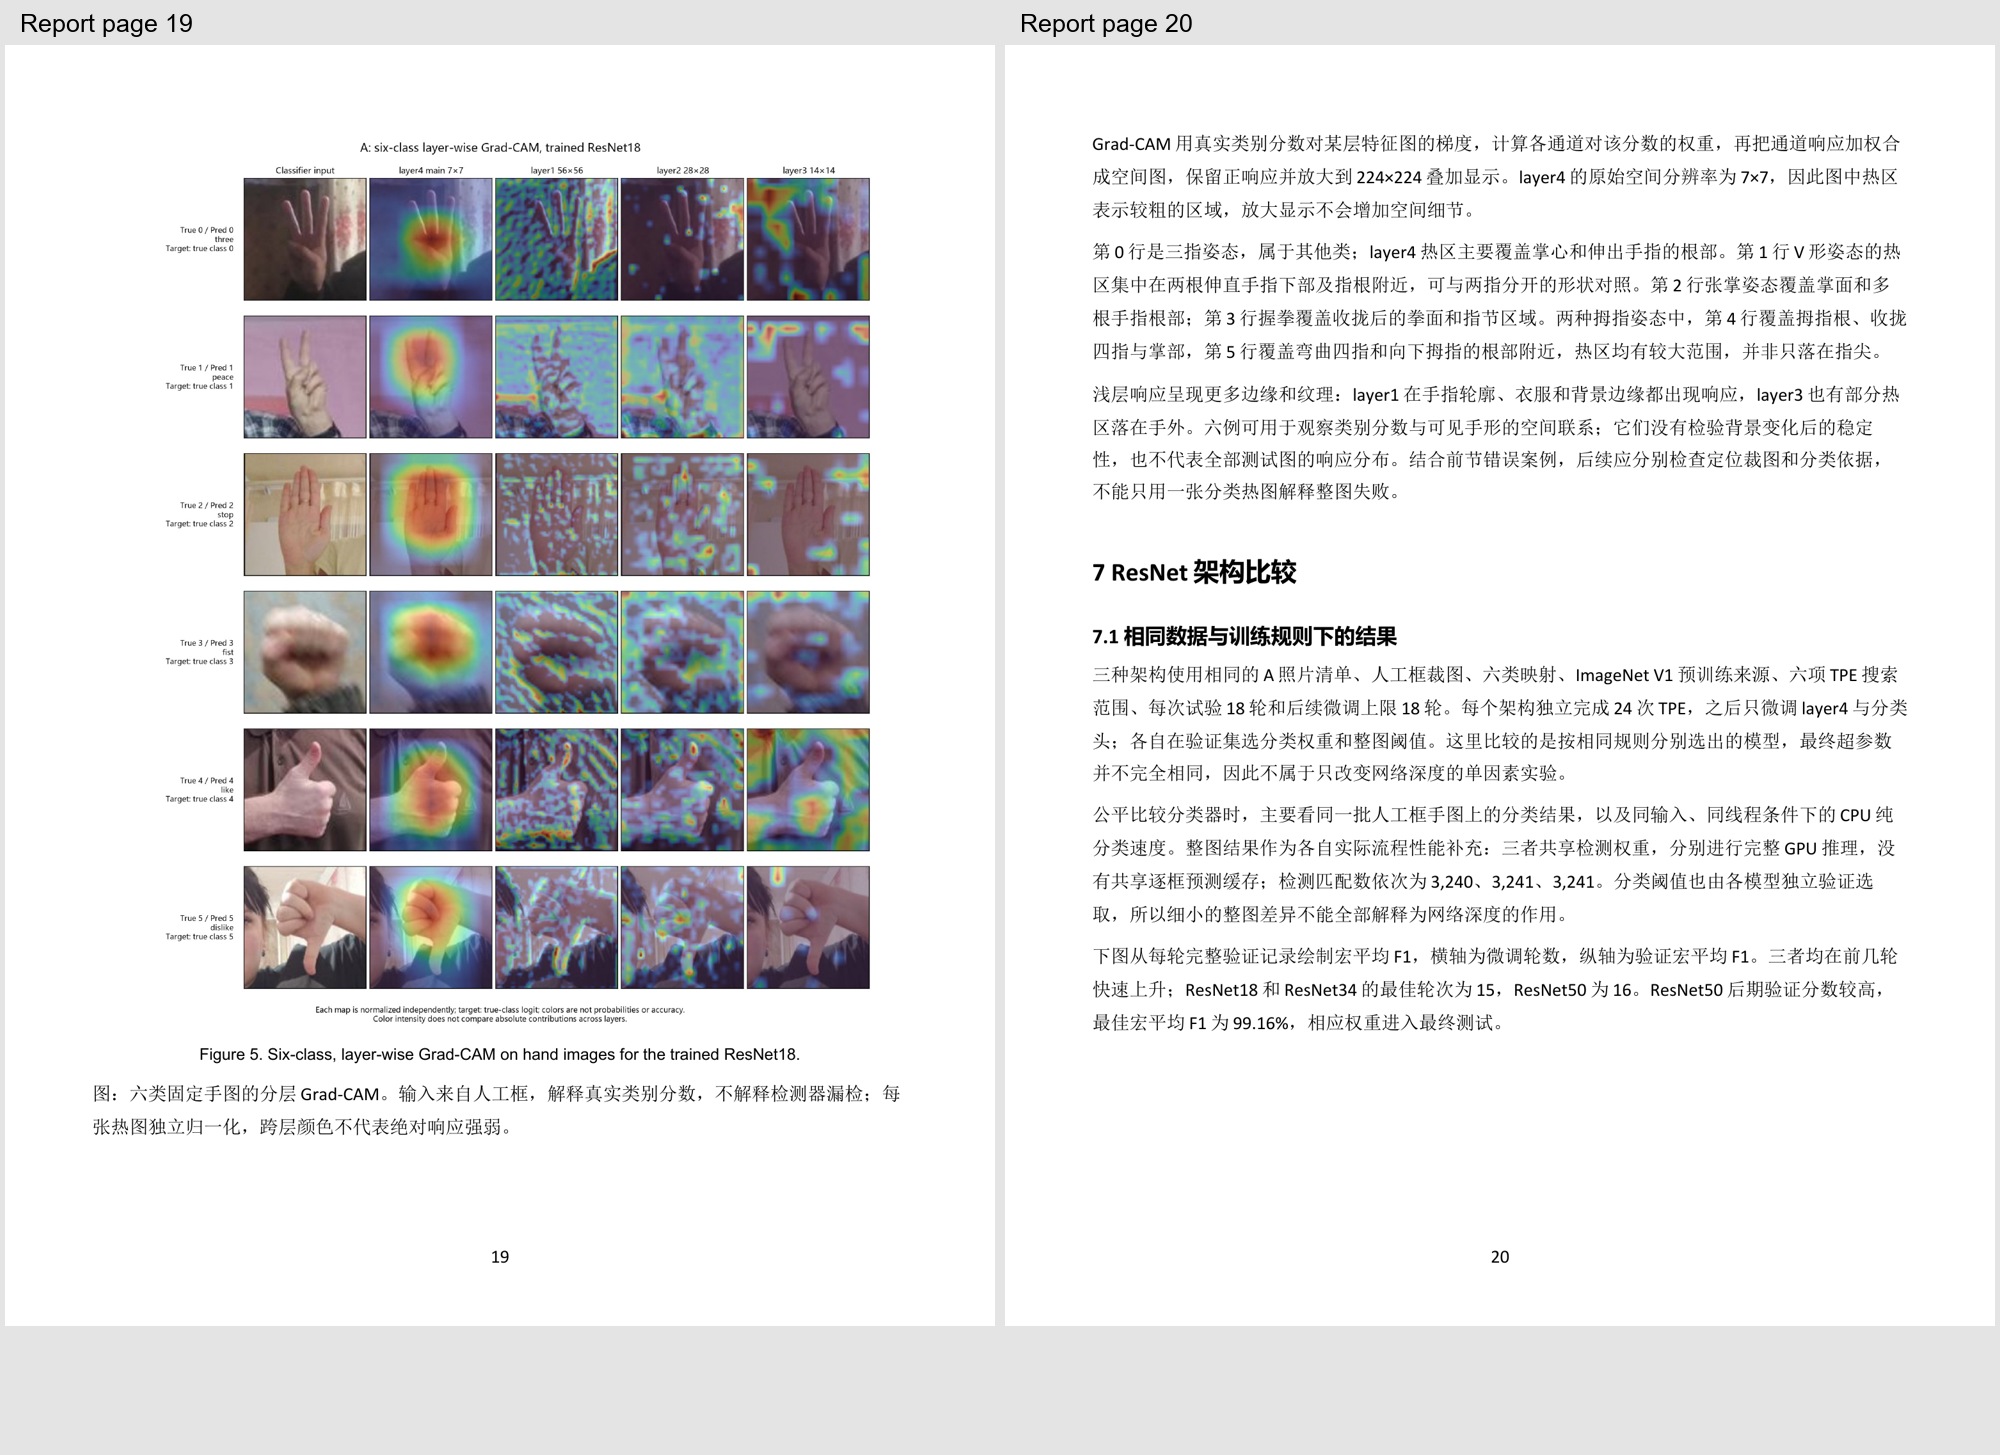 Report page 19
A: six-class layer-wise Grad-CAM, trained ResNet18
Classifier input
layer4 main 7×7
layer1 56×56
layer2 28×28
layer3 14×14
True 0 / Pred 0
three
Target: true class 0
True 1 / Pred 1
peace
Target: true class 1
True 2 / Pred 2
stop
Target: true class 2
True 3 / Pred 3
fist
Target: true class 3
True 4 / Pred 4
like
Target: true class 4
True 5 / Pred 5
dislike
Target: true class 5
Each map is normalized independently; target: true-class logit; colors are not probabilities or accuracy.
Color intensity does not compare absolute contributions across layers.
Figure 5. Six-class, layer-wise Grad-CAM on hand images for the trained ResNet18.
图：六类固定手图的分层 Grad-CAM。输入来自人工框，解释真实类别分数，不解释检测器漏检；每
张热图独立归一化，跨层颜色不代表绝对响应强弱。
19
Report page 20
Grad-CAM 用真实类别分数对某层特征图的梯度，计算各通道对该分数的权重，再把通道响应加权合
成空间图，保留正响应并放大到 224×224 叠加显示。layer4 的原始空间分辨率为 7×7，因此图中热区
表示较粗的区域，放大显示不会增加空间细节。
第 0 行是三指姿态，属于其他类；layer4 热区主要覆盖掌心和伸出手指的根部。第 1 行 V 形姿态的热
区集中在两根伸直手指下部及指根附近，可与两指分开的形状对照。第 2 行张掌姿态覆盖掌面和多
根手指根部；第 3 行握拳覆盖收拢后的拳面和指节区域。两种拇指姿态中，第 4 行覆盖拇指根、收拢
四指与掌部，第 5 行覆盖弯曲四指和向下拇指的根部附近，热区均有较大范围，并非只落在指尖。
浅层响应呈现更多边缘和纹理：layer1 在手指轮廓、衣服和背景边缘都出现响应，layer3 也有部分热
区落在手外。六例可用于观察类别分数与可见手形的空间联系；它们没有检验背景变化后的稳定
性，也不代表全部测试图的响应分布。结合前节错误案例，后续应分别检查定位裁图和分类依据，
不能只用一张分类热图解释整图失败。
7 ResNet 架构比较
7.1 相同数据与训练规则下的结果
三种架构使用相同的 A 照片清单、人工框裁图、六类映射、ImageNet V1 预训练来源、六项 TPE 搜索
范围、每次试验 18 轮和后续微调上限 18 轮。每个架构独立完成 24 次 TPE，之后只微调 layer4 与分类
头；各自在验证集选分类权重和整图阈值。这里比较的是按相同规则分别选出的模型，最终超参数
并不完全相同，因此不属于只改变网络深度的单因素实验。
公平比较分类器时，主要看同一批人工框手图上的分类结果，以及同输入、同线程条件下的 CPU 纯
分类速度。整图结果作为各自实际流程性能补充：三者共享检测权重，分别进行完整 GPU 推理，没
有共享逐框预测缓存；检测匹配数依次为 3,240、3,241、3,241。分类阈值也由各模型独立验证选
取，所以细小的整图差异不能全部解释为网络深度的作用。
下图从每轮完整验证记录绘制宏平均 F1，横轴为微调轮数，纵轴为验证宏平均 F1。三者均在前几轮
快速上升；ResNet18 和 ResNet34 的最佳轮次为 15，ResNet50 为 16。ResNet50 后期验证分数较高，
最佳宏平均 F1 为 99.16%，相应权重进入最终测试。
20